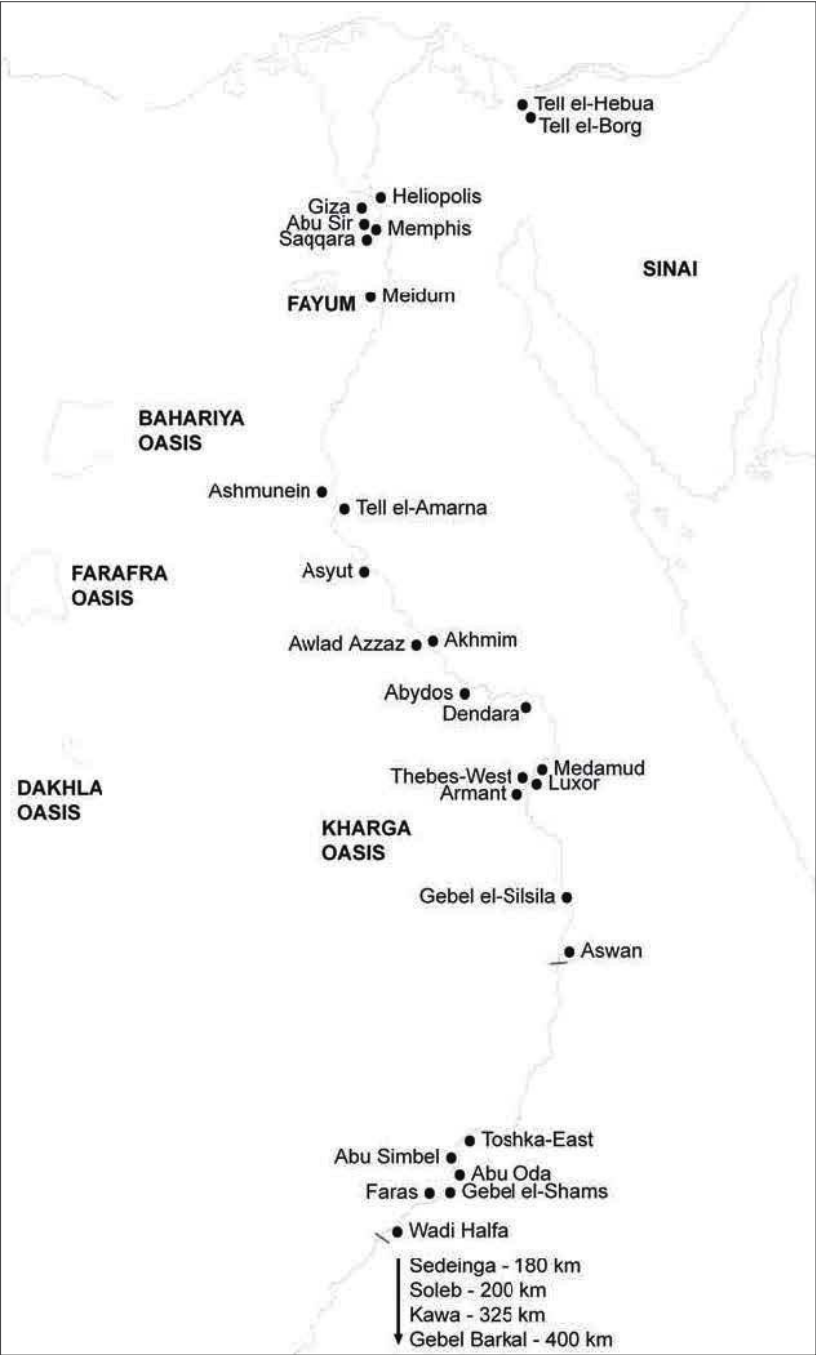 Tell el-Hebua
Tell el-Borg
Heliopolis
Giza
Abu Sir
Memphis
Saqqara
SINAI
FAYUM
Meidum
BAHARIYA
OASIS
Ashmunein
Tell el-Amarna
FARAFRA
OASIS
Asyut
Awlad Azzaz
Akhmim
Abydos
Dendara
Medamud
Thebes-West
Luxor
Armant
DAKHLA
OASIS
KHARGA
OASIS
Gebel el-Silsila
Aswan
Toshka-East
Abu Simbel
Abu Oda
Faras
Gebel el-Shams
Wadi Halfa
Sedeinga - 180 km
Soleb - 200 km
Kawa - 325 km
Gebel Barkal - 400 km